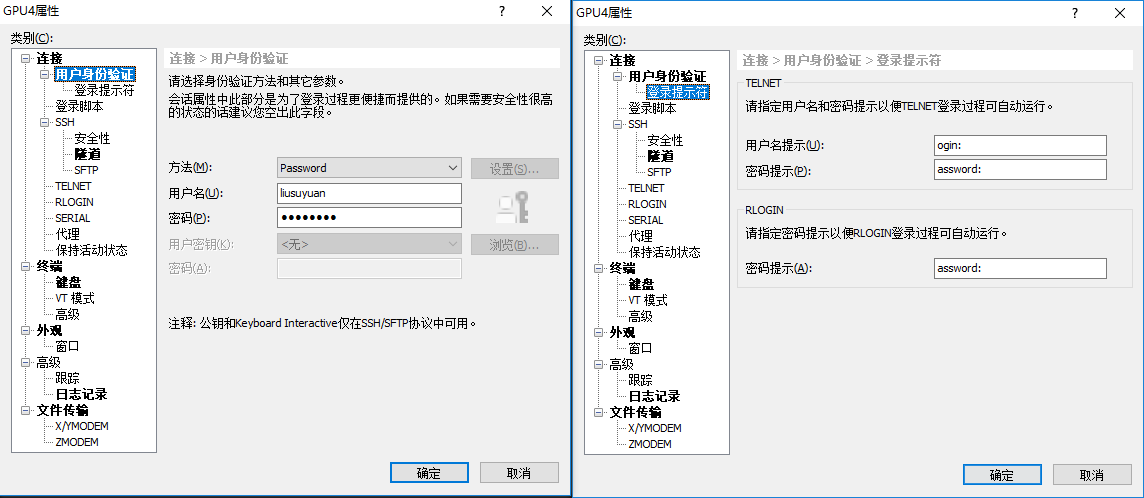 GPU4属性
?
类别(C):
连接
用户身份验证
登录提示符
登录脚本
SSH
安全性
隧道
SFTP
TELNET
RLOGIN
SERIAL
代理
保持活动状态
终端
键盘
VT 模式
高级
外观
窗口
高级
跟踪
日志记录
文件传输
X/YMODEM
ZMODEM
连接 > 用户身份验证
请选择身份验证方法和其它参数。
会话属性中此部分是为了登录过程更便捷而提供的。如果需要安全性很高
的状态的话建议您空出此字段。
方法(M): Password 设置(S)...
用户名(U): liusuyuan
密码(P): ●●●●●●●●
用户密钥(K): <无> 浏览(B)...
密码(A):
注释: 公钥和Keyboard Interactive仅在SSH/SFTP协议中可用。
确定 取消
GPU4属性
?
类别(C):
连接
用户身份验证
登录提示符
登录脚本
SSH
安全性
隧道
SFTP
TELNET
RLOGIN
SERIAL
代理
保持活动状态
终端
键盘
VT 模式
高级
外观
窗口
高级
跟踪
日志记录
文件传输
X/YMODEM
ZMODEM
连接 > 用户身份验证 > 登录提示符
TELNET
请指定用户名和密码提示以便TELNET登录过程可自动运行。
用户名提示(U): ogin:
密码提示(P): assword:
RLOGIN
请指定密码提示以便RLOGIN登录过程可自动运行。
密码提示(A): assword:
确定 取消